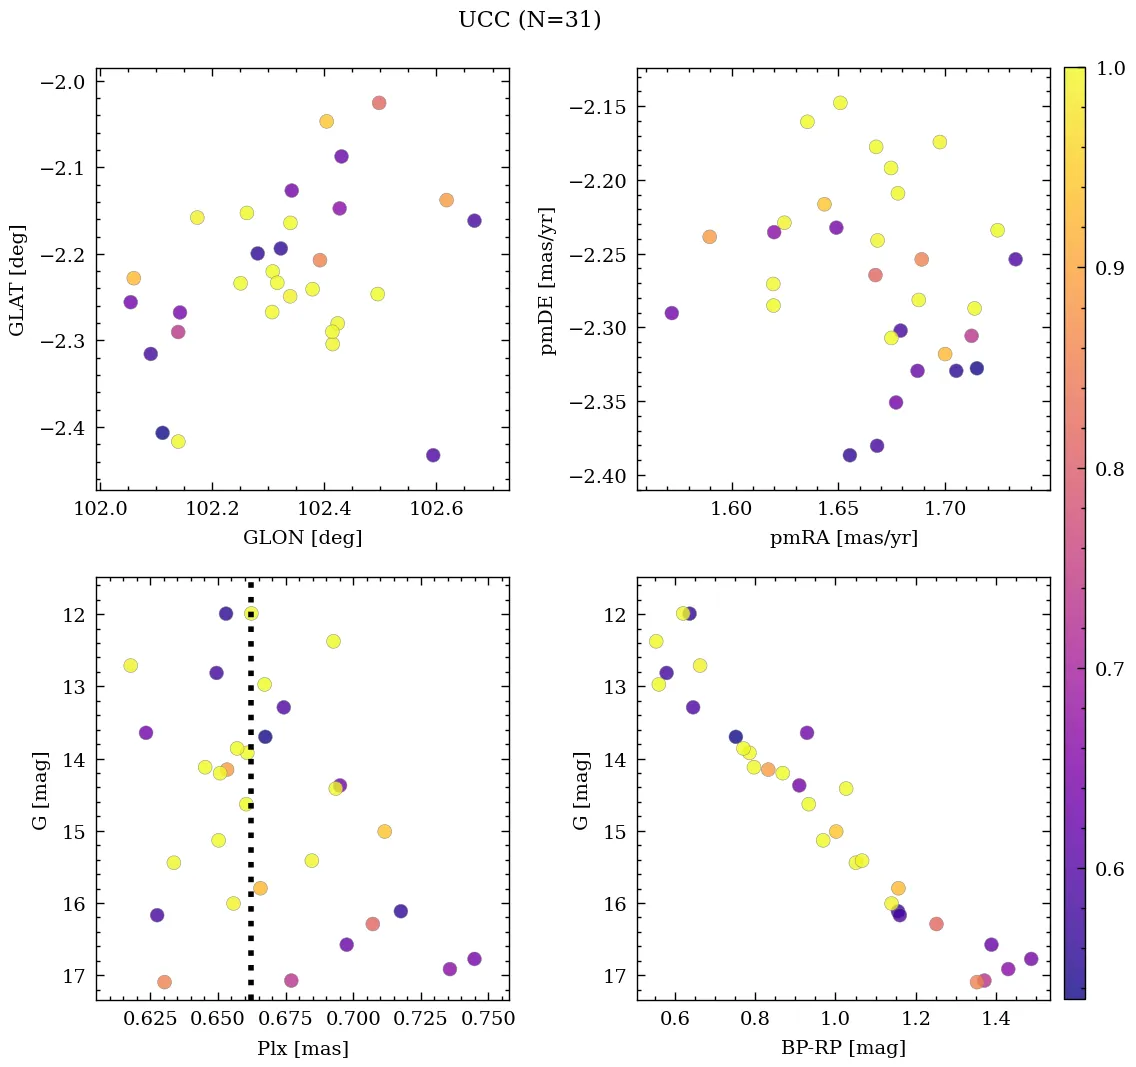 UCC (N=31)
−2.0
−2.1
−2.2
−2.3
−2.4
GLAT [deg]
102.0 102.2 102.4 102.6
GLON [deg]
−2.15
−2.20
−2.25
−2.30
−2.35
−2.40
pmDE [mas/yr]
1.60 1.65 1.70
pmRA [mas/yr]
12
13
14
15
16
17
G [mag]
0.625 0.650 0.675 0.700 0.725 0.750
Plx [mas]
12
13
14
15
16
17
G [mag]
0.6 0.8 1.0 1.2 1.4
BP-RP [mag]
1.0
0.9
0.8
0.7
0.6